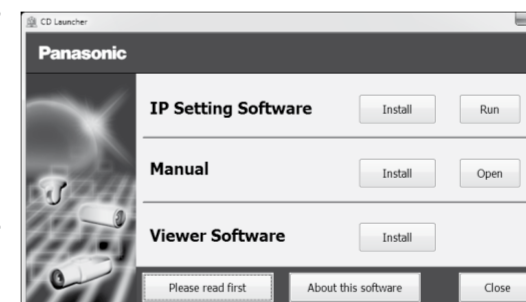 CD Launcher
Panasonic
IP Setting Software Install Run
Manual Install Open
Viewer Software Install
Please read first About this software Close